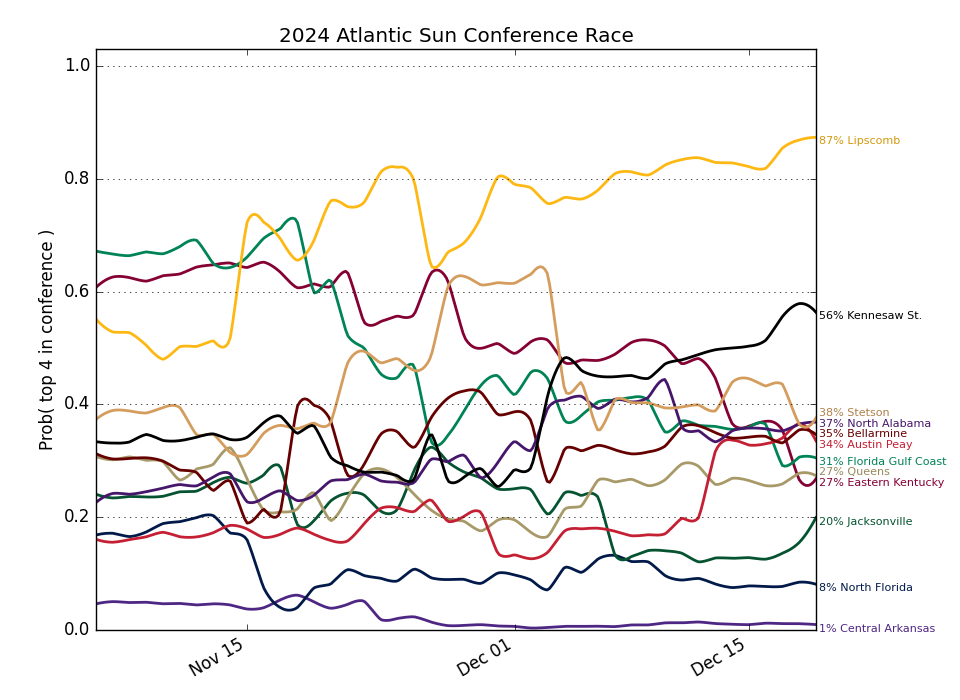 2024 Atlantic Sun Conference Race
Prob( top 4 in conference )
1.0
0.8
0.6
0.4
0.2
0.0
Nov 15
Dec 01
Dec 15
87% Lipscomb
56% Kennesaw St.
38% Stetson
37% North Alabama
35% Bellarmine
34% Austin Peay
31% Florida Gulf Coast
27% Queens
27% Eastern Kentucky
20% Jacksonville
8% North Florida
1% Central Arkansas